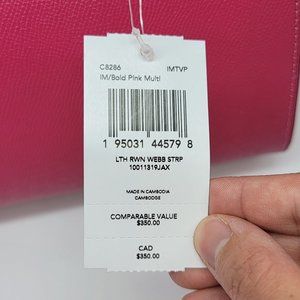 C8286 IMTVP
IM/Bold Pink Multi
1 95031 44579 8
LTH RWN WEBB STRP
10011319JAX
MADE IN CAMBODIA
CAMBODGE
COMPARABLE VALUE
$350.00
CAD
$350.00